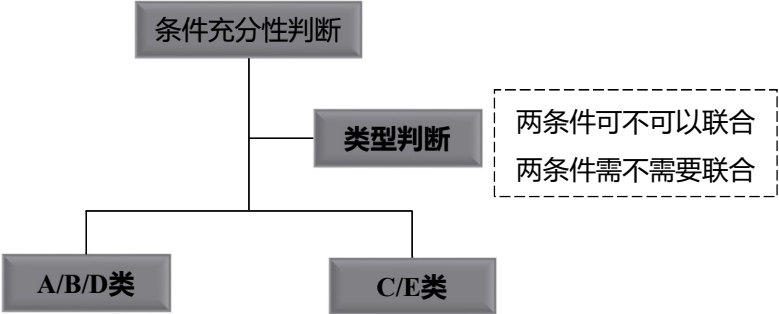 条件充分性判断
类型判断
两条件可不可以联合
两条件需不需要联合
A/B/D类
C/E类